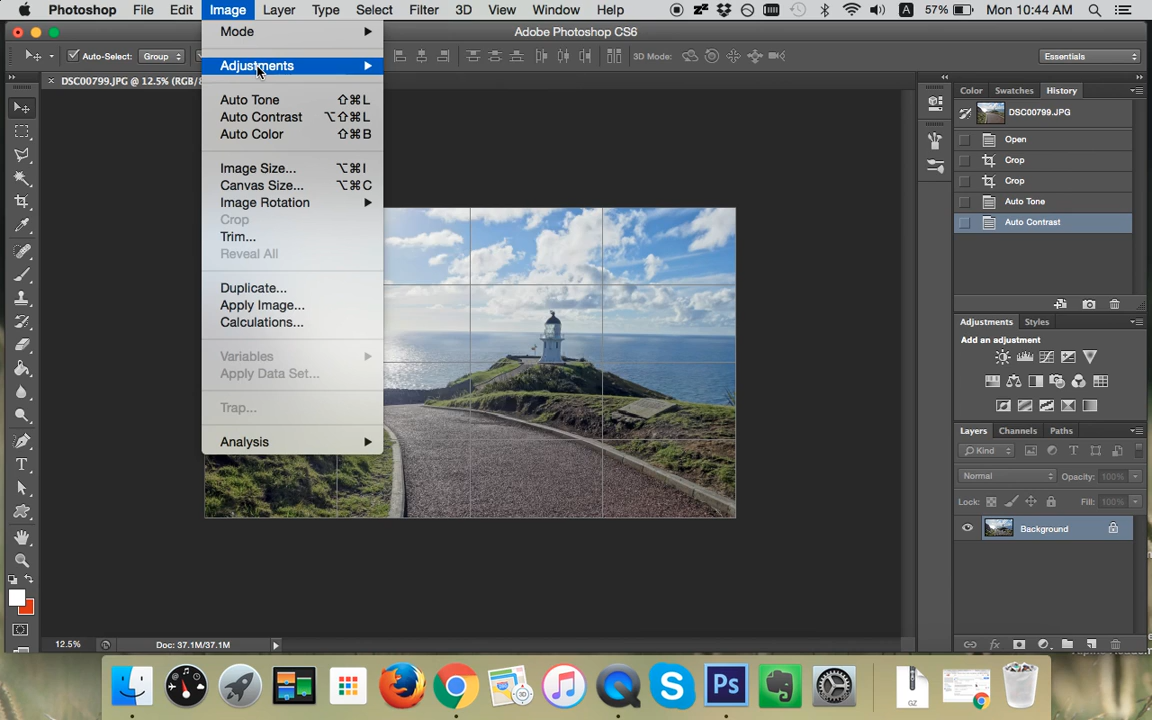 Photoshop File Edit Image Layer Type Select Filter 3D View Window Help A 57% Mon 10:44 AM
Adobe Photoshop CS6
Auto-Select: Group 3D Mode: Essentials
DSC00799.JPG @ 12.5% (RGB/8
Mode
Adjustments
Auto Tone ⇧⌘L
Auto Contrast ⌥⇧⌘L
Auto Color ⇧⌘B
Image Size... ⌥⌘I
Canvas Size... ⌥⌘C
Image Rotation
Crop
Trim...
Reveal All
Duplicate...
Apply Image...
Calculations...
Variables
Apply Data Set...
Trap...
Analysis
Color Swatches History
DSC00799.JPG
Open
Crop
Crop
Auto Tone
Auto Contrast
Adjustments Styles
Add an adjustment
Layers Channels Paths
Kind
Normal Opacity: 100%
Lock: Fill: 100%
Background
12.5% Doc: 37.1M/37.1M
Ps
GZ